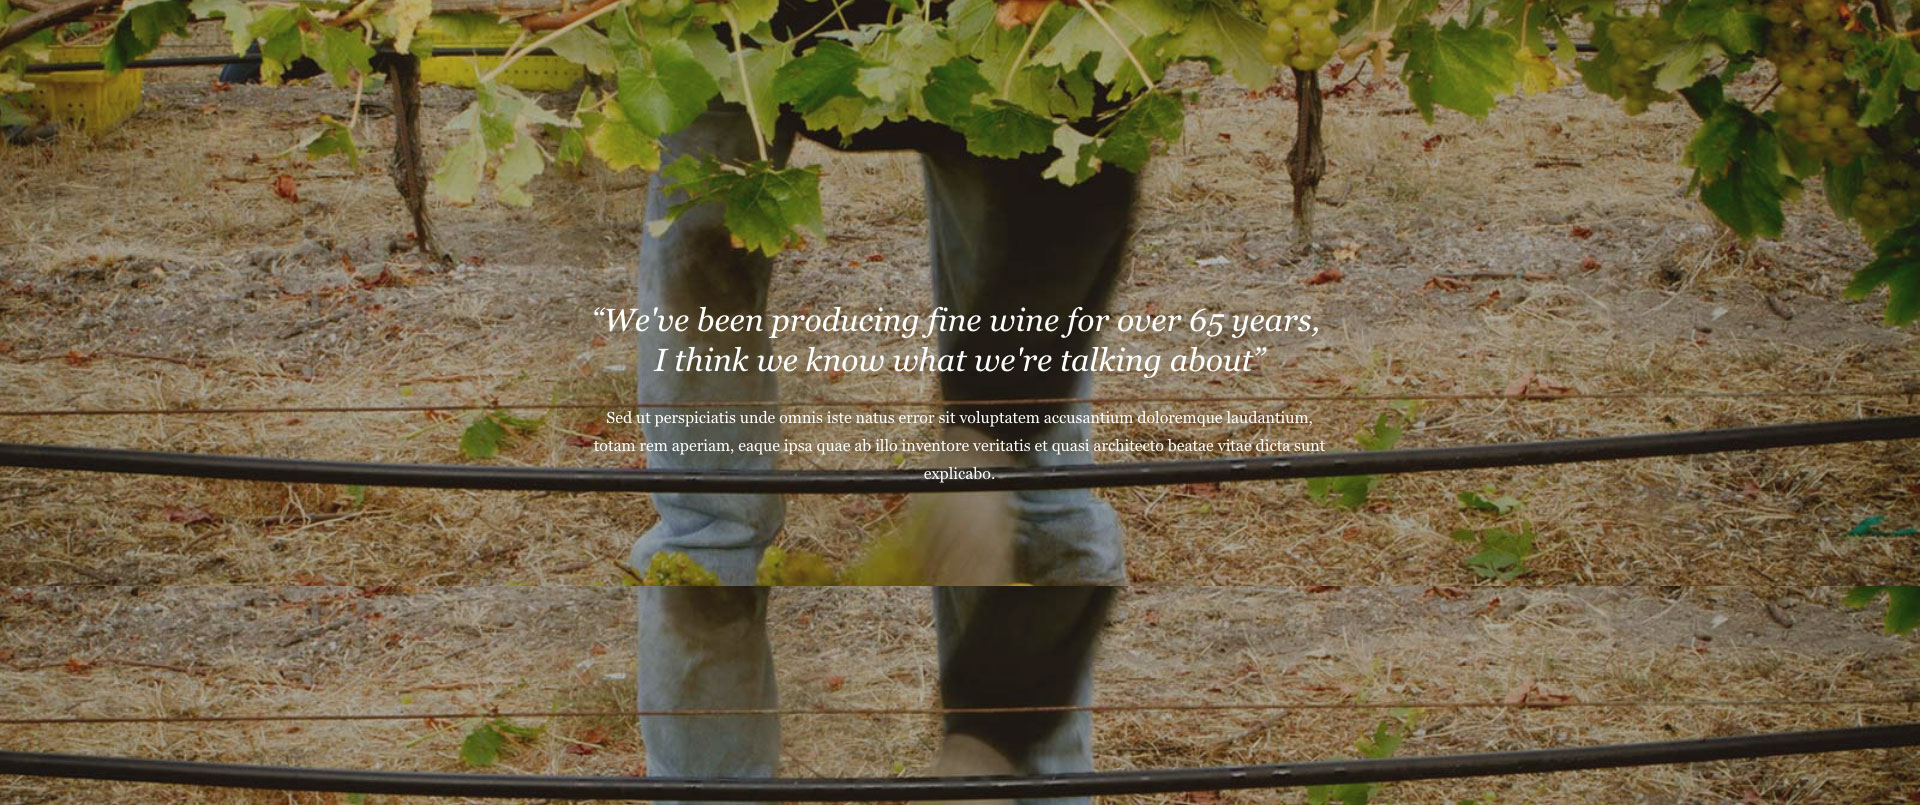 “We've been producing fine wine for over 65 years,
I think we know what we're talking about”
Sed ut perspiciatis unde omnis iste natus error sit voluptatem accusantium doloremque laudantium,
totam rem aperiam, eaque ipsa quae ab illo inventore veritatis et quasi architecto beatae vitae dicta sunt
explicabo.